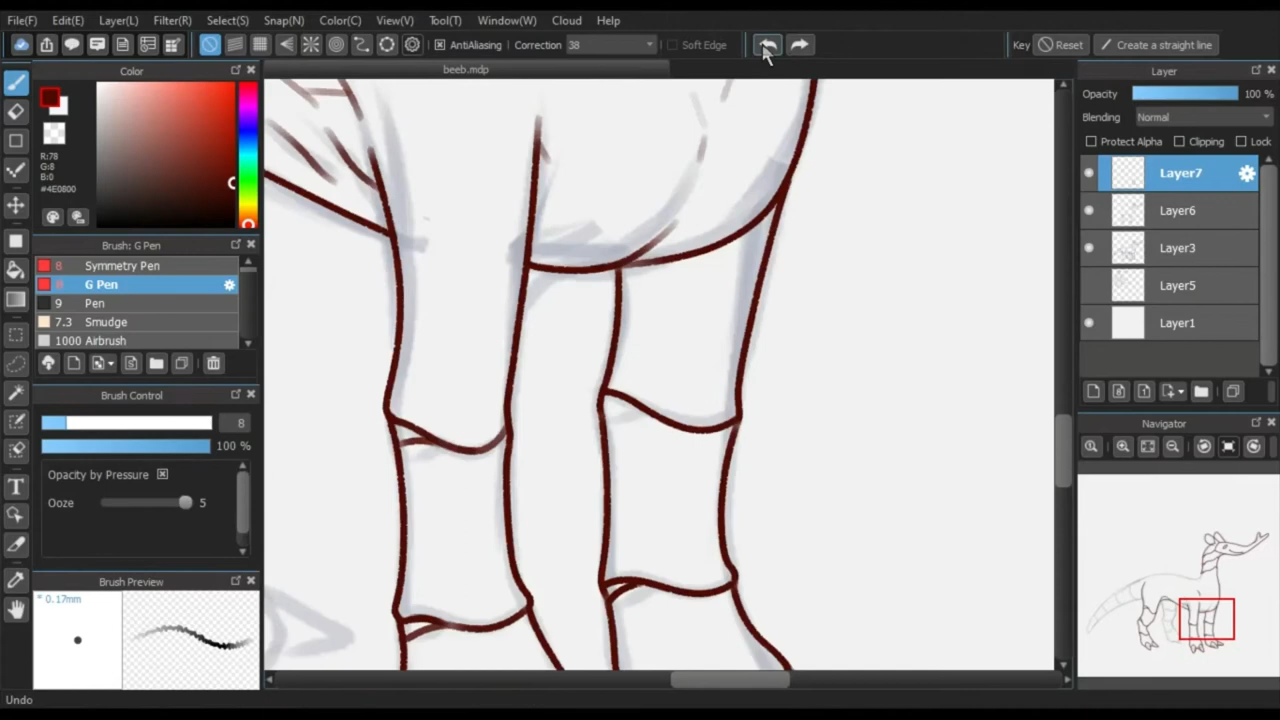 File(F) Edit(E) Layer(L) Filter(R) Select(S) Snap(N) Color(C) View(V) Tool(T) Window(W) Cloud Help
AntiAliasing Correction 38 Soft Edge Key Reset Create a straight line
beeb.mdp
Color
R:78
G:8
B:0
#4E0800
Brush: G Pen
8 Symmetry Pen
8 G Pen
9 Pen
7.3 Smudge
1000 Airbrush
Brush Control
8
100 %
Opacity by Pressure
Ooze 5
Brush Preview
* 0.17mm
Undo
Layer
Opacity 100 %
Blending Normal
Protect Alpha Clipping Lock
Layer7
Layer6
Layer3
Layer5
Layer1
Navigator